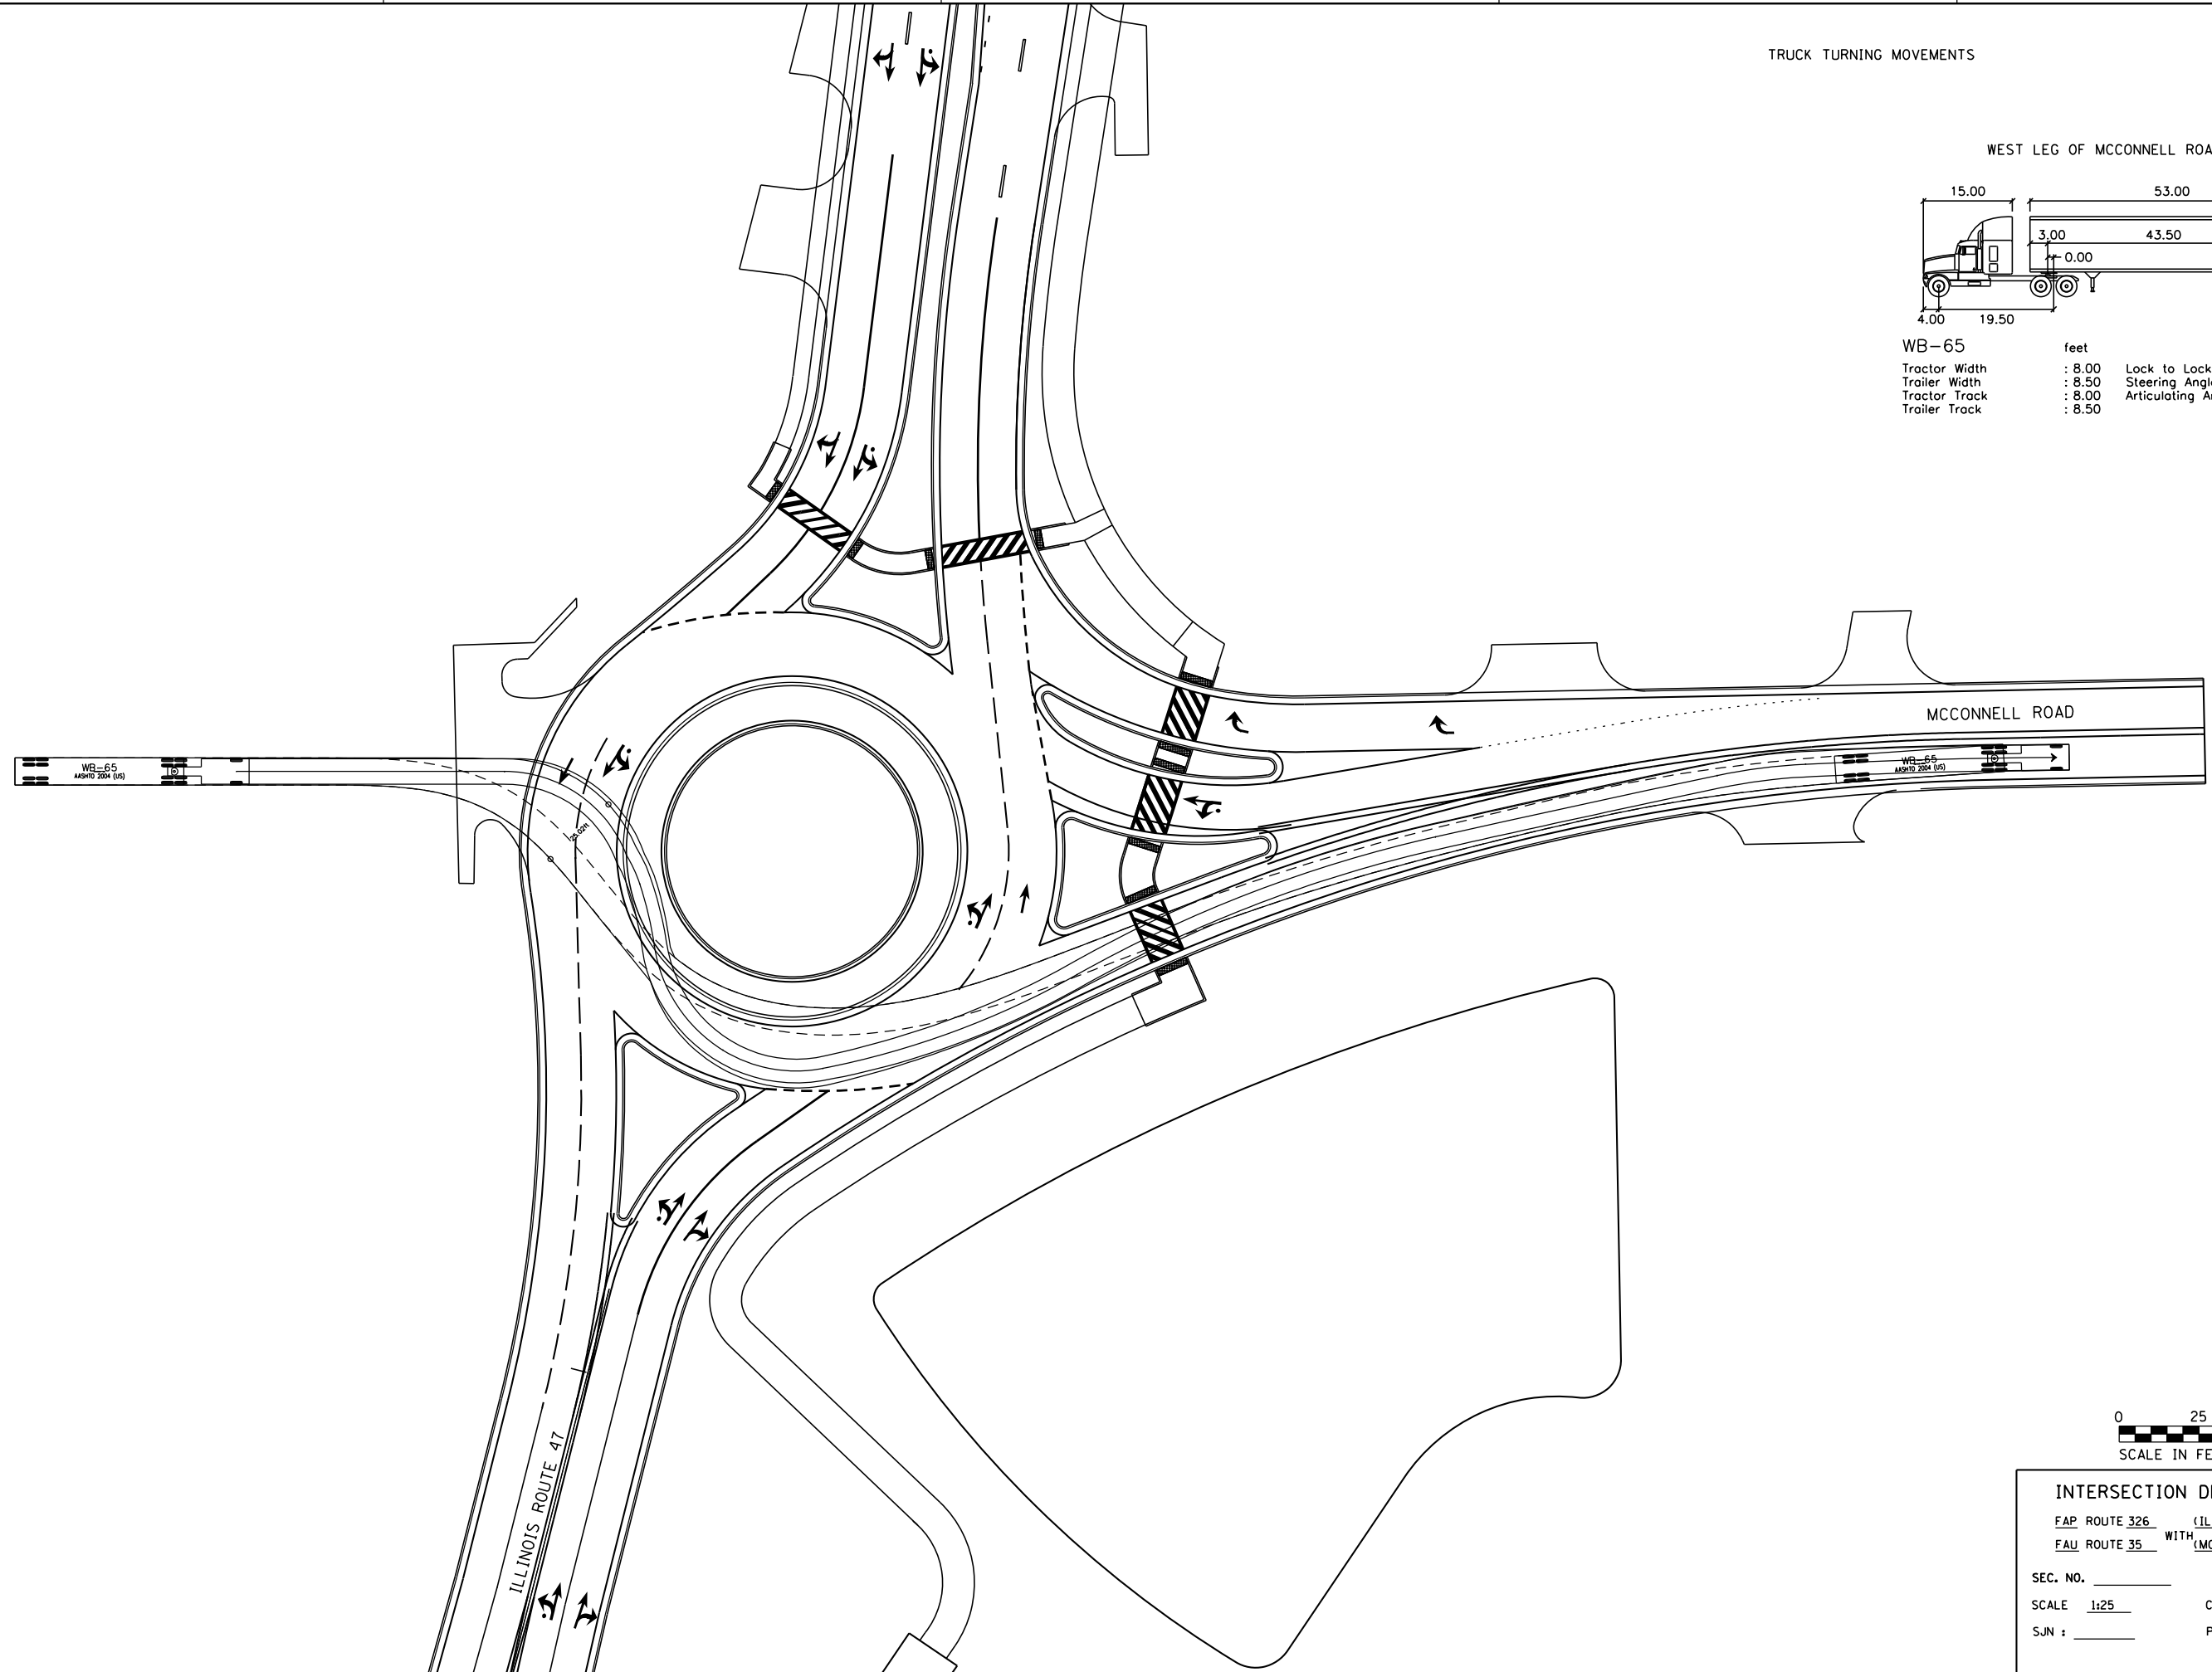 TRUCK TURNING MOVEMENTS
WEST LEG OF MCCONNELL ROA
15.00 53.00
3.00 43.50
0.00
4.00 19.50
WB-65 feet
Tractor Width : 8.00 Lock to Lock
Trailer Width : 8.50 Steering Angl
Tractor Track : 8.00 Articulating A
Trailer Track : 8.50
MCCONNELL ROAD
WB-65
AASHTO 2004 (US)
WB-65
AASHTO 2004 (US)
ILLINOIS ROUTE 47
0 25
SCALE IN FE
INTERSECTION D
FAP ROUTE 326 (IL
WITH
FAU ROUTE 35 (MC
SEC. NO.
SCALE 1:25 C
SJN : P